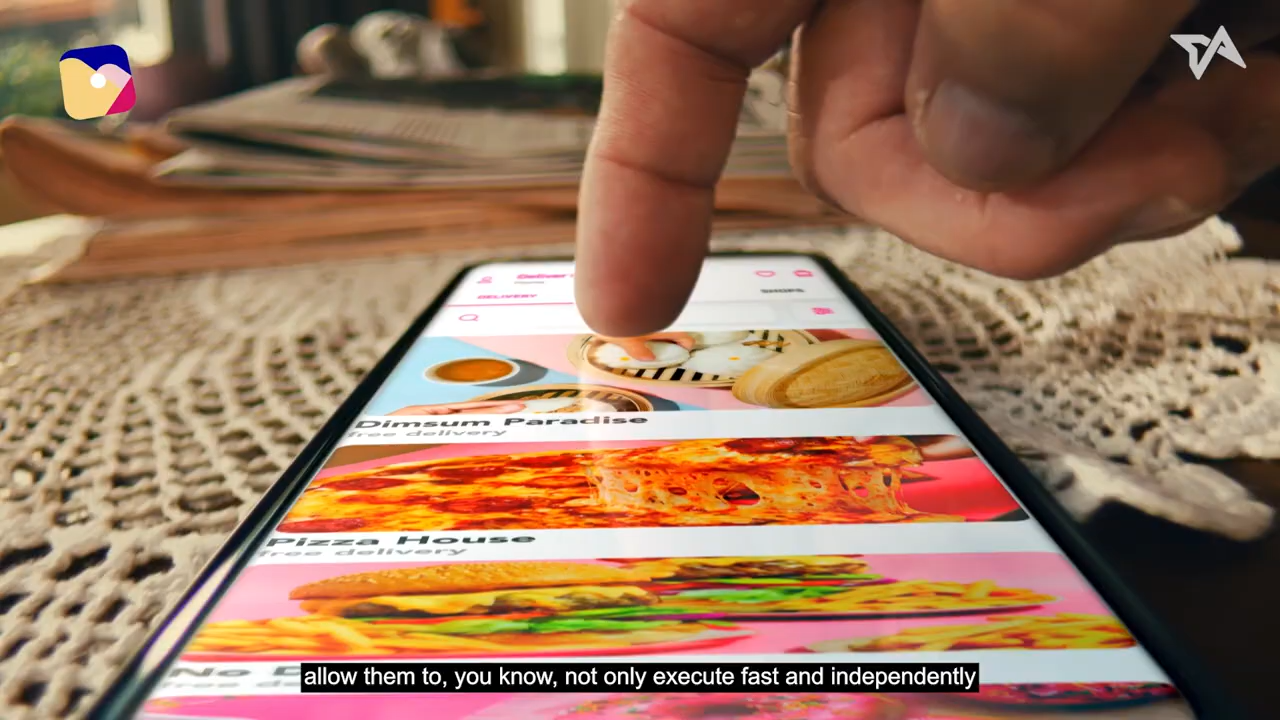 DELIVERY
SHOPS
Dimsum Paradise
free delivery
Pizza House
free delivery
No
allow them to, you know, not only execute fast and independently